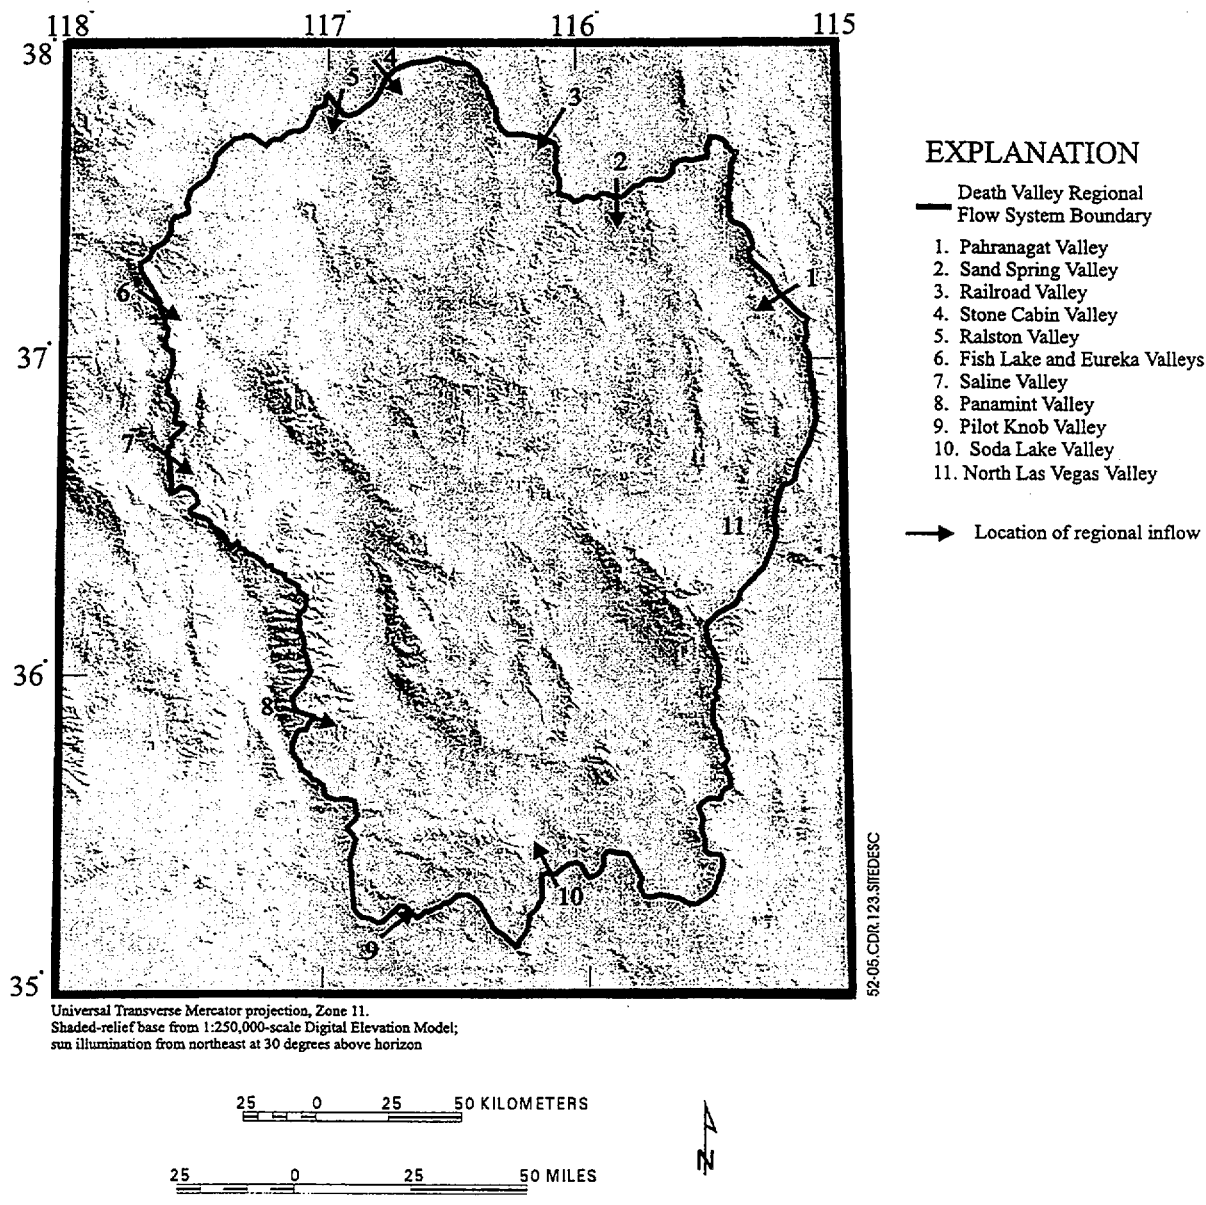 118° 117° 116° 115
38°
37°
36°
35°
5
4
3
2
1
6
7
11
8
10
9
EXPLANATION
Death Valley Regional
Flow System Boundary
1. Pahranagat Valley
2. Sand Spring Valley
3. Railroad Valley
4. Stone Cabin Valley
5. Ralston Valley
6. Fish Lake and Eureka Valleys
7. Saline Valley
8. Panamint Valley
9. Pilot Knob Valley
10. Soda Lake Valley
11. North Las Vegas Valley
Location of regional inflow
52-05.CDR.123.SITEDESC
Universal Transverse Mercator projection, Zone 11.
Shaded-relief base from 1:250,000-scale Digital Elevation Model;
sun illumination from northeast at 30 degrees above horizon
25 0 25 50 KILOMETERS
25 0 25 50 MILES
N